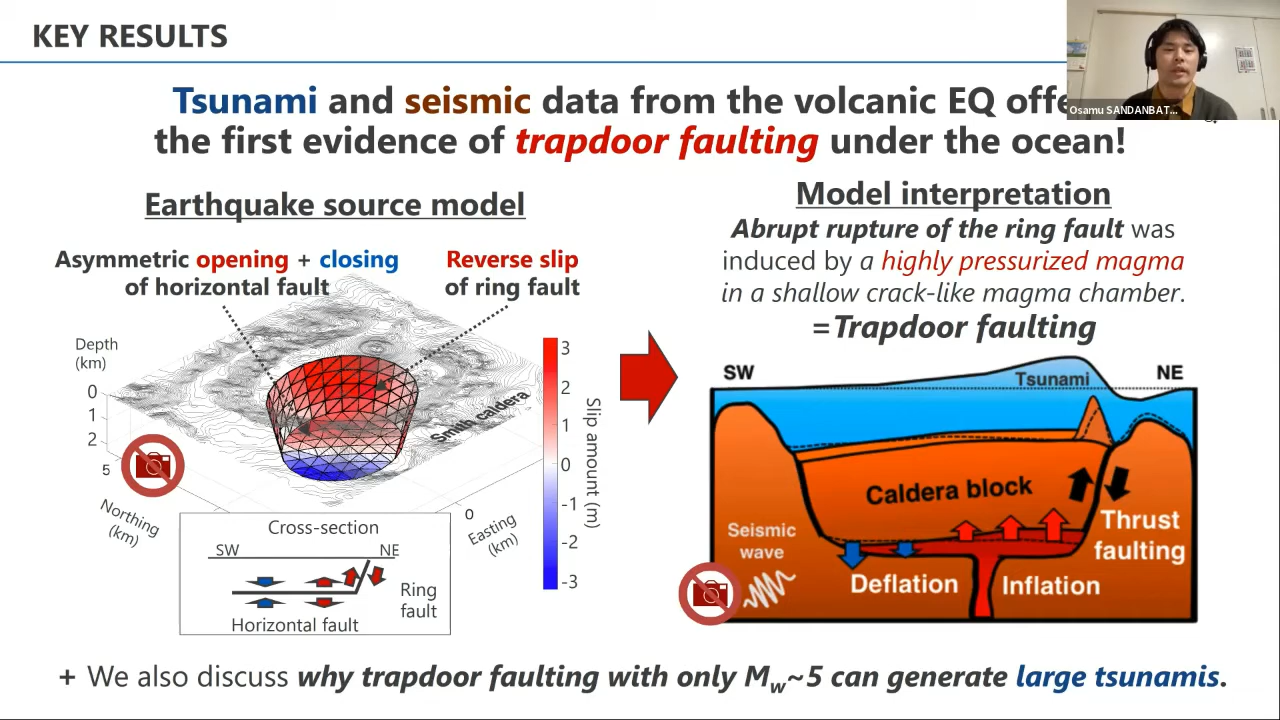 KEY RESULTS
Osamu SANDANBAT...
Tsunami and seismic data from the volcanic EQ offe
the first evidence of trapdoor faulting under the ocean!
Earthquake source model
Asymmetric opening + closing
of horizontal fault
Reverse slip
of ring fault
Depth
(km)
0
1
2
5
Northing
(km)
Smith caldera
0
Easting
(km)
3
2
1
0
-1
-2
-3
Slip amount (m)
Cross-section
SW
NE
Ring
fault
Horizontal fault
Model interpretation
Abrupt rupture of the ring fault was
induced by a highly pressurized magma
in a shallow crack-like magma chamber.
=Trapdoor faulting
SW
Tsunami
NE
Caldera block
Seismic
wave
Thrust
faulting
Deflation
Inflation
+ We also discuss why trapdoor faulting with only Mw~5 can generate large tsunamis.